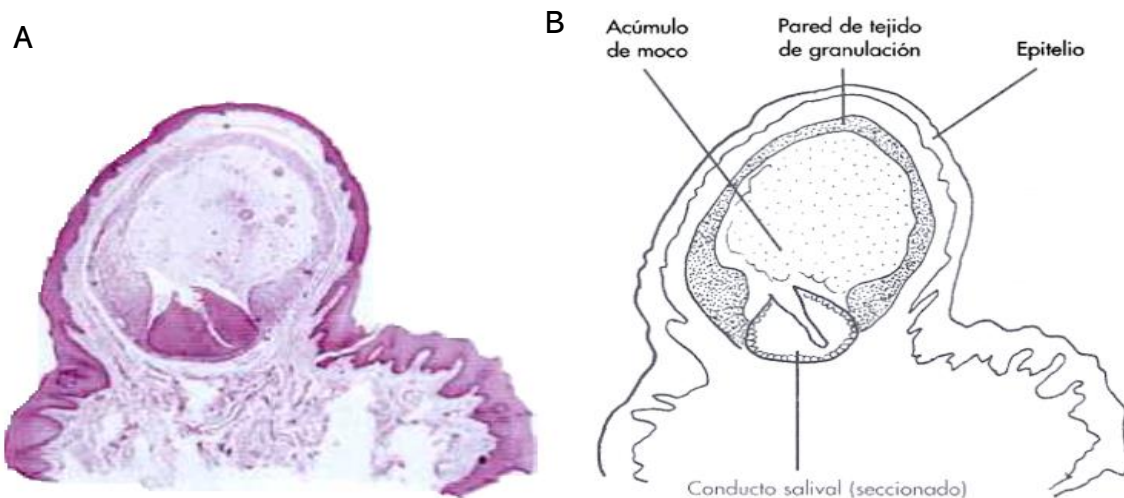 A
B
Acúmulo
de moco
Pared de tejido
de granulación
Epitelio
Conducto salival (seccionado)